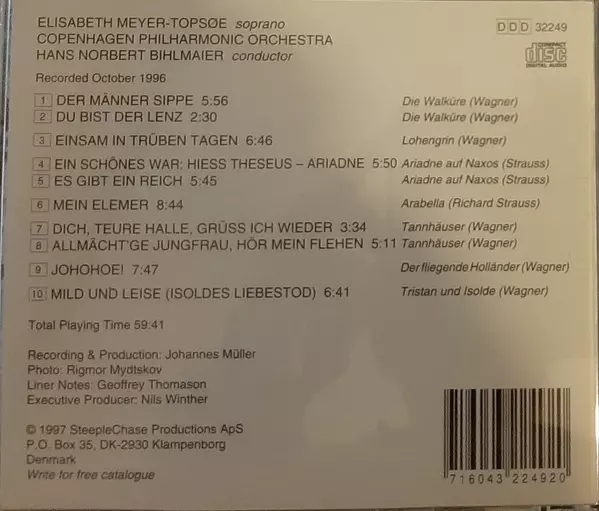 ELISABETH MEYER-TOPSØE soprano
COPENHAGEN PHILHARMONIC ORCHESTRA
HANS NORBERT BIHLMAIER conductor
DDD 32249
COMPACT
disc
DIGITAL AUDIO
Recorded October 1996
1 DER MÄNNER SIPPE 5:56 Die Walküre (Wagner)
2 DU BIST DER LENZ 2:30 Die Walküre (Wagner)
3 EINSAM IN TRÜBEN TAGEN 6:46 Lohengrin (Wagner)
4 EIN SCHÖNES WAR: HIESS THESEUS – ARIADNE 5:50 Ariadne auf Naxos (Strauss)
5 ES GIBT EIN REICH 5:45 Ariadne auf Naxos (Strauss)
6 MEIN ELEMER 8:44 Arabella (Richard Strauss)
7 DICH, TEURE HALLE, GRÜSS ICH WIEDER 3:34 Tannhäuser (Wagner)
8 ALLMÄCHT'GE JUNGFRAU, HÖR MEIN FLEHEN 5:11 Tannhäuser (Wagner)
9 JOHOHOE! 7:47 Der fliegende Holländer (Wagner)
10 MILD UND LEISE (ISOLDES LIEBESTOD) 6:41 Tristan und Isolde (Wagner)
Total Playing Time 59:41
Recording & Production: Johannes Müller
Photo: Rigmor Mydtskov
Liner Notes: Geoffrey Thomason
Executive Producer: Nils Winther
© 1997 SteepleChase Productions ApS
P.O. Box 35, DK-2930 Klampenborg
Denmark
Write for free catalogue
716043 224920